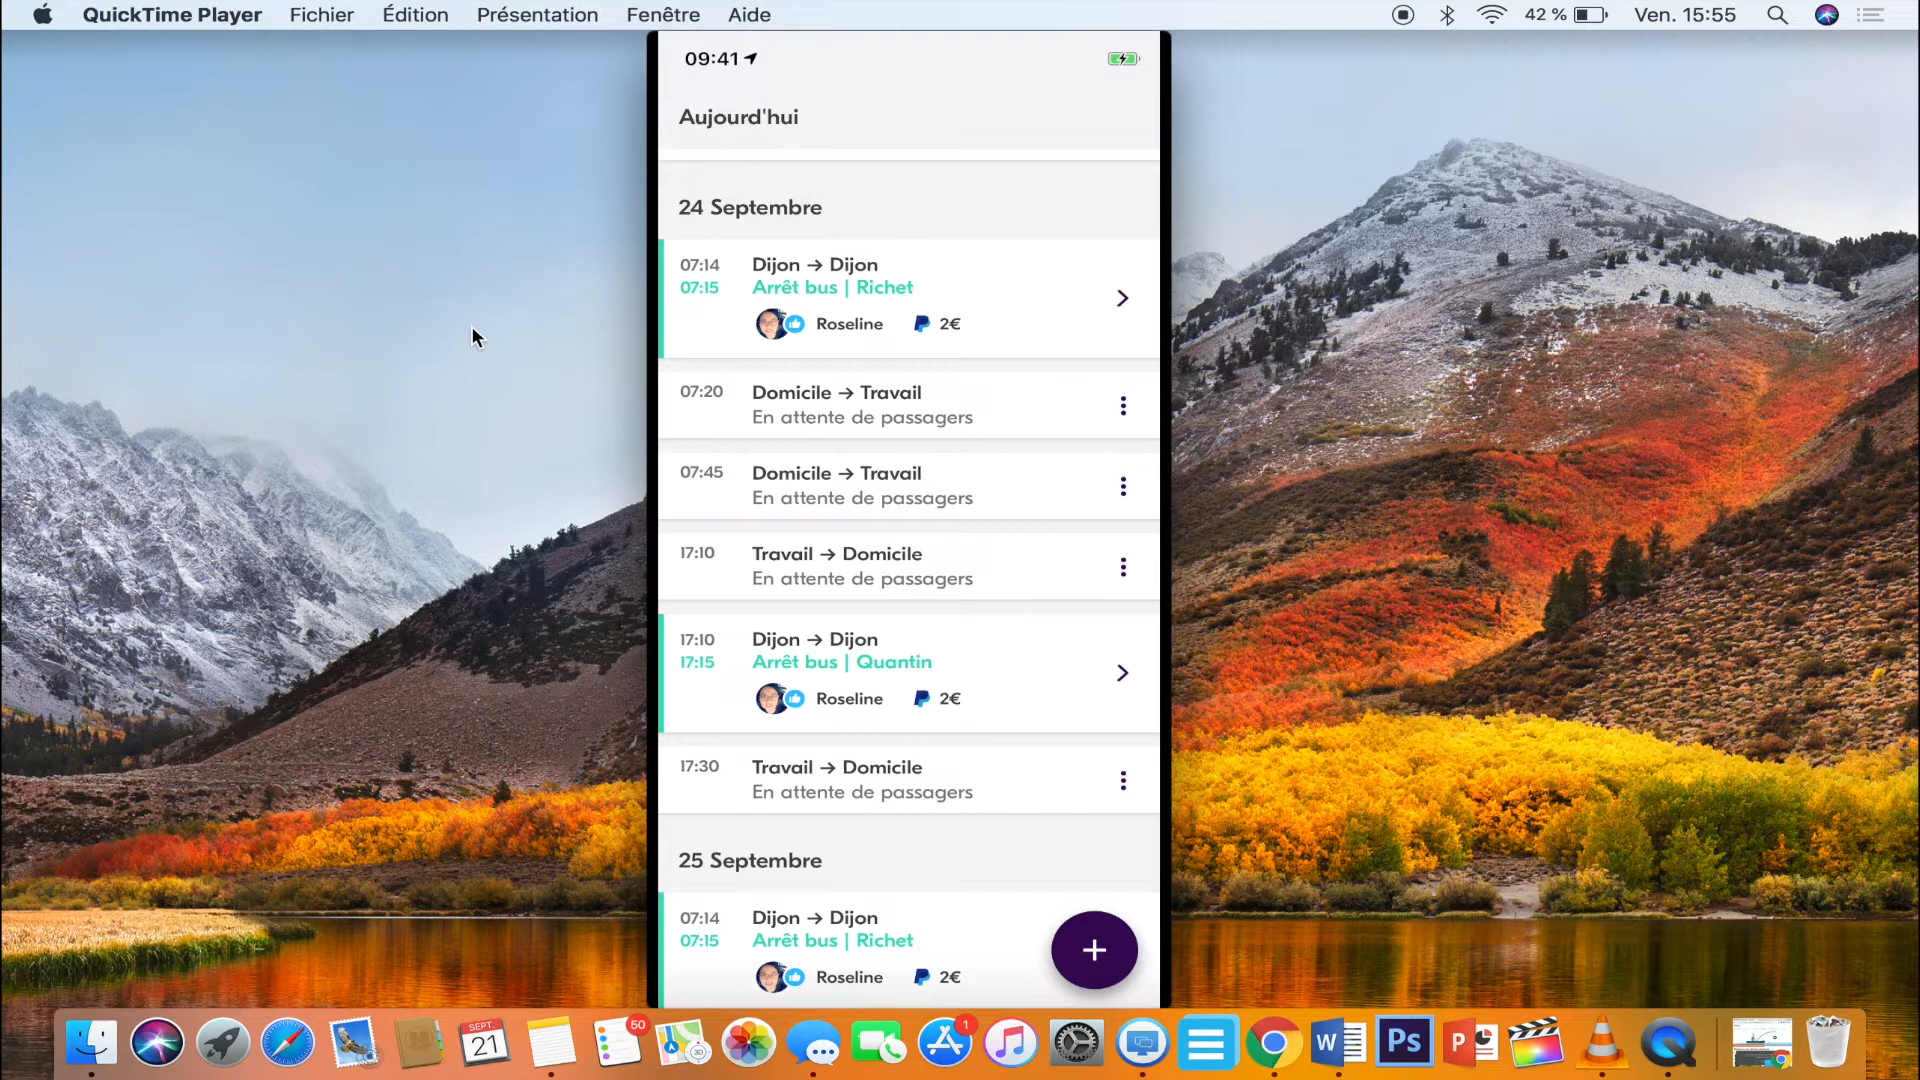 QuickTime Player Fichier Édition Présentation Fenêtre Aide 42 % Ven. 15:55
09:41
Aujourd'hui
24 Septembre
07:14 Dijon → Dijon
07:15 Arrêt bus | Richet
Roseline 2€
07:20 Domicile → Travail
En attente de passagers
07:45 Domicile → Travail
En attente de passagers
17:10 Travail → Domicile
En attente de passagers
17:10 Dijon → Dijon
17:15 Arrêt bus | Quantin
Roseline 2€
17:30 Travail → Domicile
En attente de passagers
25 Septembre
07:14 Dijon → Dijon
07:15 Arrêt bus | Richet
+
Roseline 2€
SEPT.
21
50
30
1
W
Ps
P